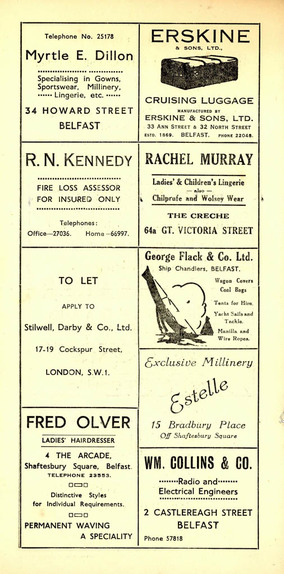 Telephone No. 25178
Myrtle E. Dillon
Specialising in Gowns,
Sportswear, Millinery,
Lingerie, etc.
34 HOWARD STREET
BELFAST
ERSKINE
& SONS, LTD.,
CRUISING LUGGAGE
MANUFACTURED BY
ERSKINE & SONS, LTD.
33 ANN STREET & 32 NORTH STREET
ESTD. 1869. BELFAST. PHONE 22048.
R. N. KENNEDY
FIRE LOSS ASSESSOR
FOR INSURED ONLY
Telephones:
Office—27036. Home—66997.
RACHEL MURRAY
Ladies' & Children's Lingerie
— also —
Chilprufe and Wolsey Wear
THE CRECHE
64a GT. VICTORIA STREET
TO LET
APPLY TO
Stilwell, Darby & Co., Ltd.
17-19 Cockspur Street,
LONDON, S.W.1.
George Flack & Co. Ltd.
Ship Chandlers, BELFAST.
Wagon Covers
Coal Bags
Tents for Hire.
Yacht Sails and
Tackle.
Manilla and
Wire Ropes.
Exclusive Millinery
Estelle
15 Bradbury Place
Off Shaftesbury Square
FRED OLVER
LADIES' HAIRDRESSER
4 THE ARCADE,
Shaftesbury Square, Belfast.
TELEPHONE 23553.
Distinctive Styles
for Individual Requirements.
PERMANENT WAVING
A SPECIALITY
WM. COLLINS & CO.
Radio and
Electrical Engineers
2 CASTLEREAGH STREET
BELFAST
Phone 57818